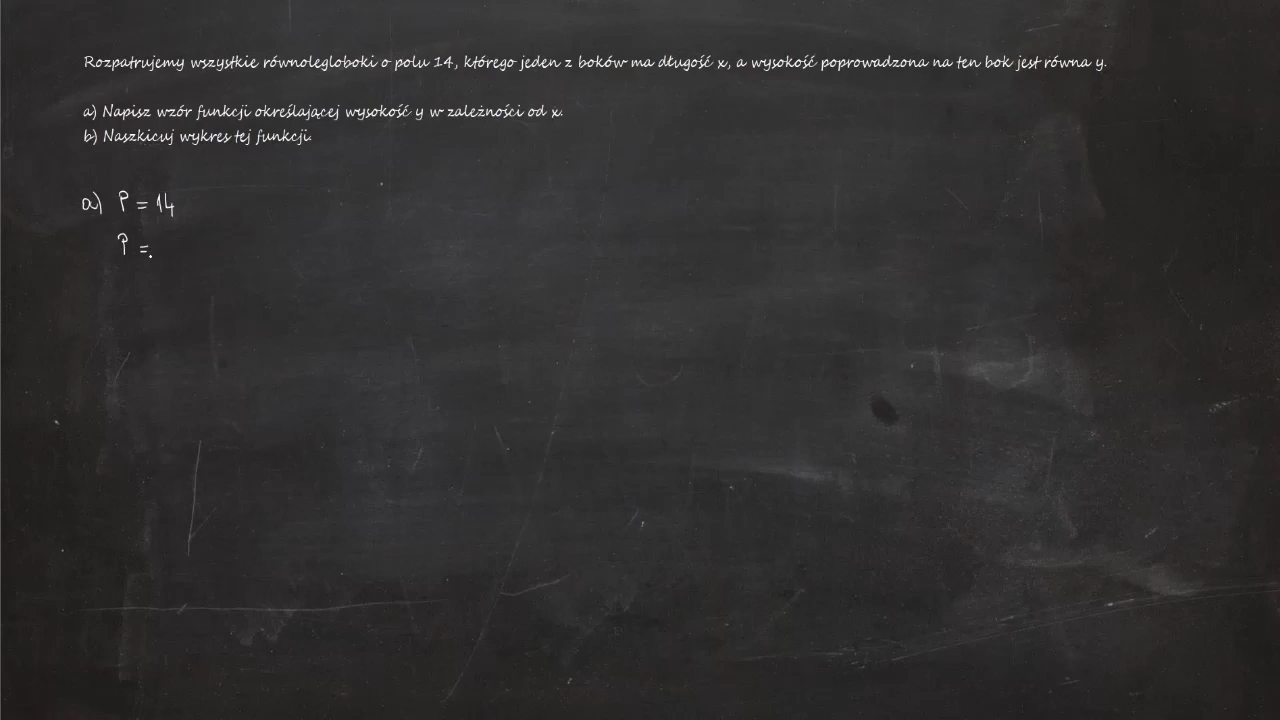 Rozpatrujemy wszystkie równoległoboki o polu 14, którego jeden z boków ma długość x, a wysokość poprowadzona na ten bok jest równa y.
a) Napisz wzór funkcji określającej wysokość y w zależności od x.
b) Naszkicuj wykres tej funkcji.
a) P = 14
P =